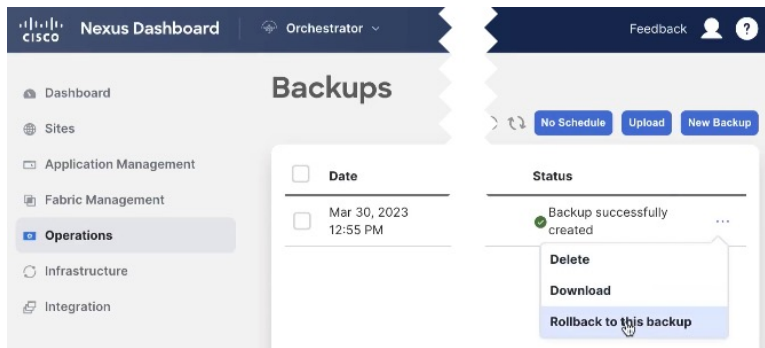 CISCO Nexus Dashboard Orchestrator Feedback ?
Dashboard
Sites
Application Management
Fabric Management
Operations
Infrastructure
Integration
Backups
No Schedule Upload New Backup
Date Status
Mar 30, 2023
12:55 PM
Backup successfully
created
Delete
Download
Rollback to this backup